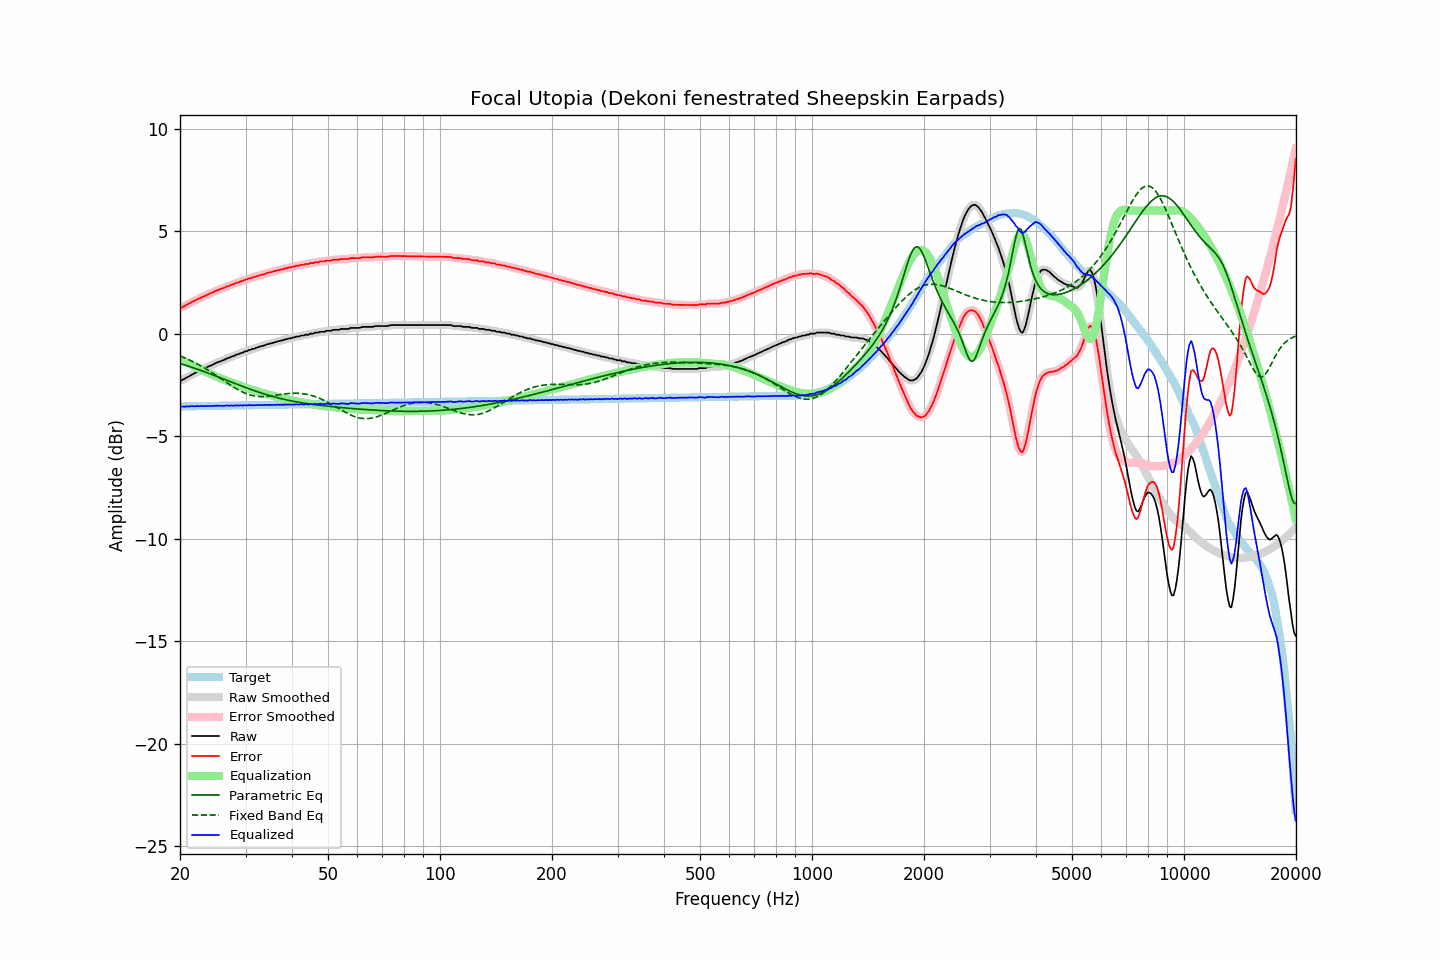 Focal Utopia (Dekoni fenestrated Sheepskin Earpads)
10
5
0
−5
−10
−15
−20
−25
Amplitude (dBr)
Target
Raw Smoothed
Error Smoothed
Raw
Error
Equalization
Parametric Eq
Fixed Band Eq
Equalized
20 50 100 200 500 1000 2000 5000 10000 20000
Frequency (Hz)